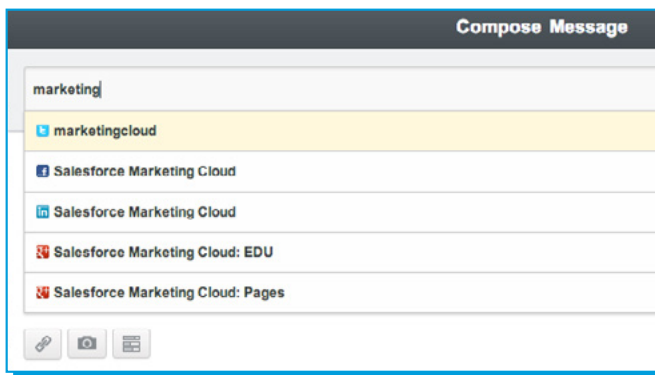 Compose Message
marketing
marketingcloud
Salesforce Marketing Cloud
Salesforce Marketing Cloud
Salesforce Marketing Cloud: EDU
Salesforce Marketing Cloud: Pages